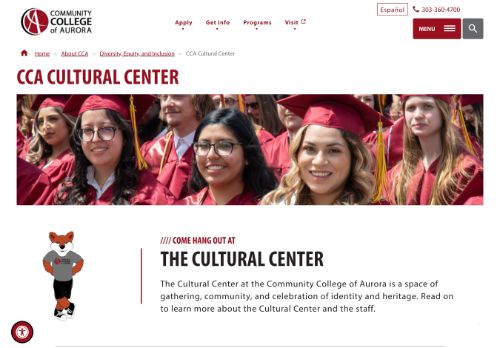 COMMUNITY
COLLEGE
of AURORA
Español
303-360-4700
Apply
Get Info
Programs
Visit
MENU
Home – About CCA – Diversity, Equity, and Inclusion – CCA Cultural Center
CCA CULTURAL CENTER
//// COME HANG OUT AT
THE CULTURAL CENTER
The Cultural Center at the Community College of Aurora is a space of
gathering, community, and celebration of identity and heritage. Read on
to learn more about the Cultural Center and the staff.